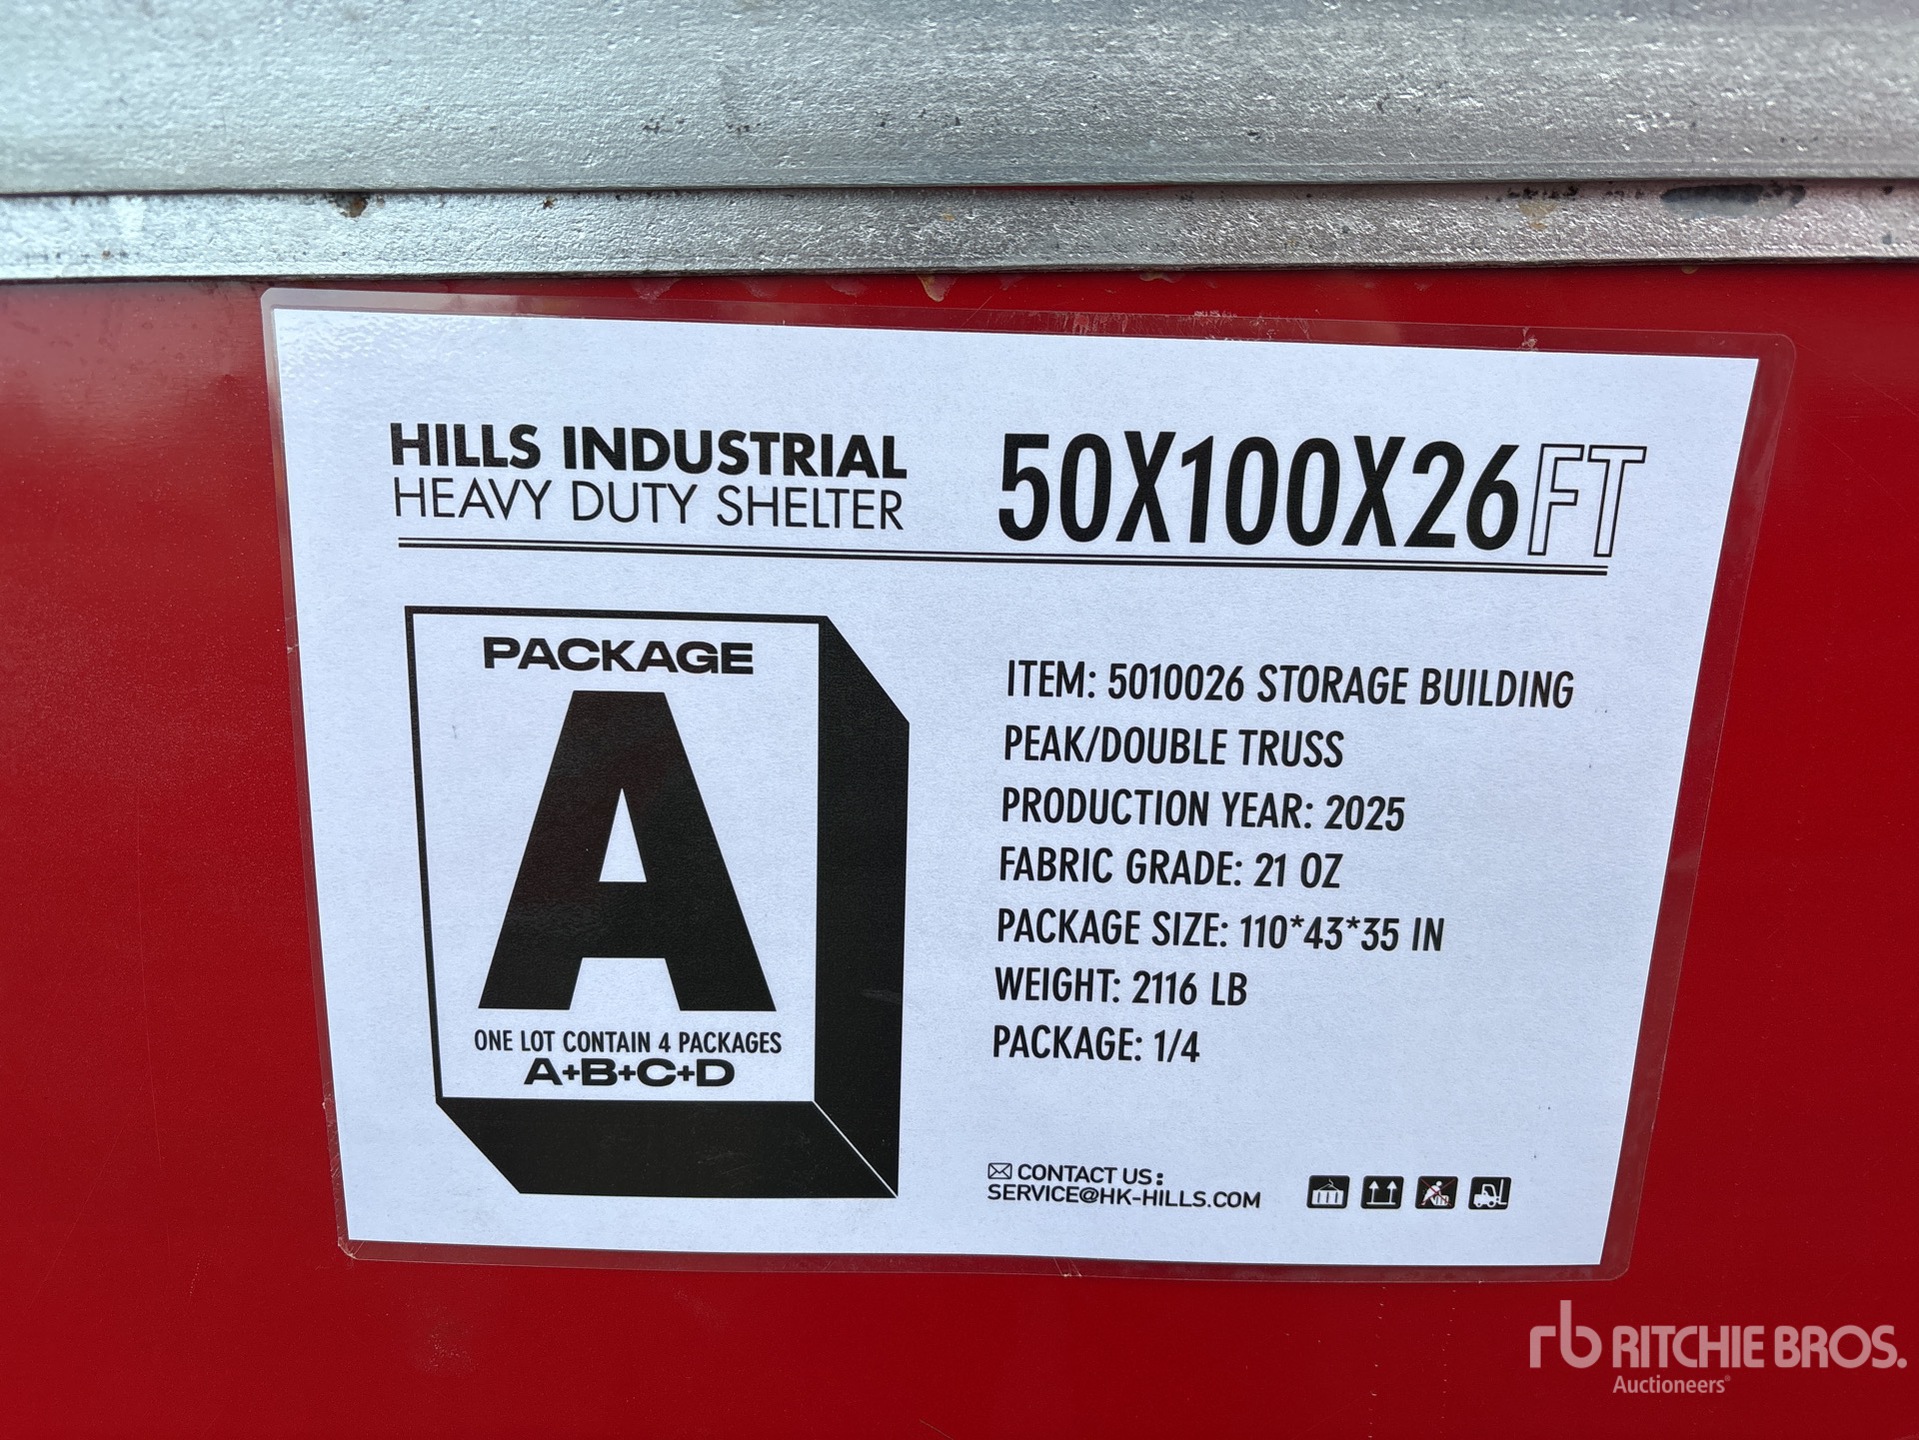 HILLS INDUSTRIAL
HEAVY DUTY SHELTER
50X100X26FT
PACKAGE
A
ONE LOT CONTAIN 4 PACKAGES
A+B+C+D
ITEM: 5010026 STORAGE BUILDING
PEAK/DOUBLE TRUSS
PRODUCTION YEAR: 2025
FABRIC GRADE: 21 OZ
PACKAGE SIZE: 110*43*35 IN
WEIGHT: 2116 LB
PACKAGE: 1/4
CONTACT US:
SERVICE@HK-HILLS.COM
rb RITCHIE BROS.
Auctioneers®